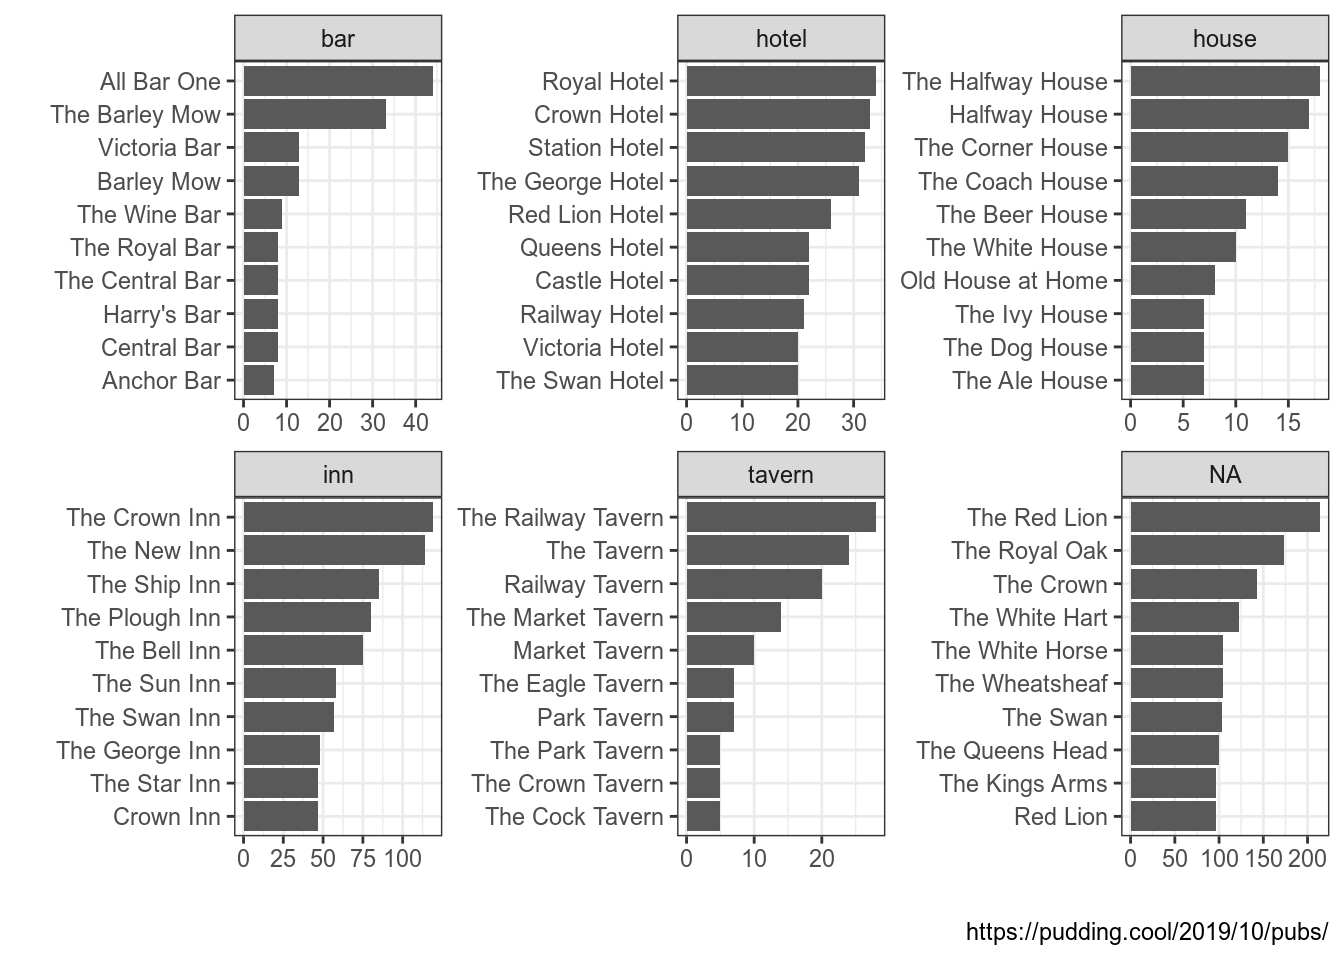 bar
All Bar One
The Barley Mow
Victoria Bar
Barley Mow
The Wine Bar
The Royal Bar
The Central Bar
Harry's Bar
Central Bar
Anchor Bar
0 10 20 30 40
hotel
Royal Hotel
Crown Hotel
Station Hotel
The George Hotel
Red Lion Hotel
Queens Hotel
Castle Hotel
Railway Hotel
Victoria Hotel
The Swan Hotel
0 10 20 30
house
The Halfway House
Halfway House
The Corner House
The Coach House
The Beer House
The White House
Old House at Home
The Ivy House
The Dog House
The Ale House
0 5 10 15
inn
The Crown Inn
The New Inn
The Ship Inn
The Plough Inn
The Bell Inn
The Sun Inn
The Swan Inn
The George Inn
The Star Inn
Crown Inn
0 25 50 75 100
tavern
The Railway Tavern
The Tavern
Railway Tavern
The Market Tavern
Market Tavern
The Eagle Tavern
Park Tavern
The Park Tavern
The Crown Tavern
The Cock Tavern
0 10 20
NA
The Red Lion
The Royal Oak
The Crown
The White Hart
The White Horse
The Wheatsheaf
The Swan
The Queens Head
The Kings Arms
Red Lion
0 50 100 150 200
https://pudding.cool/2019/10/pubs/